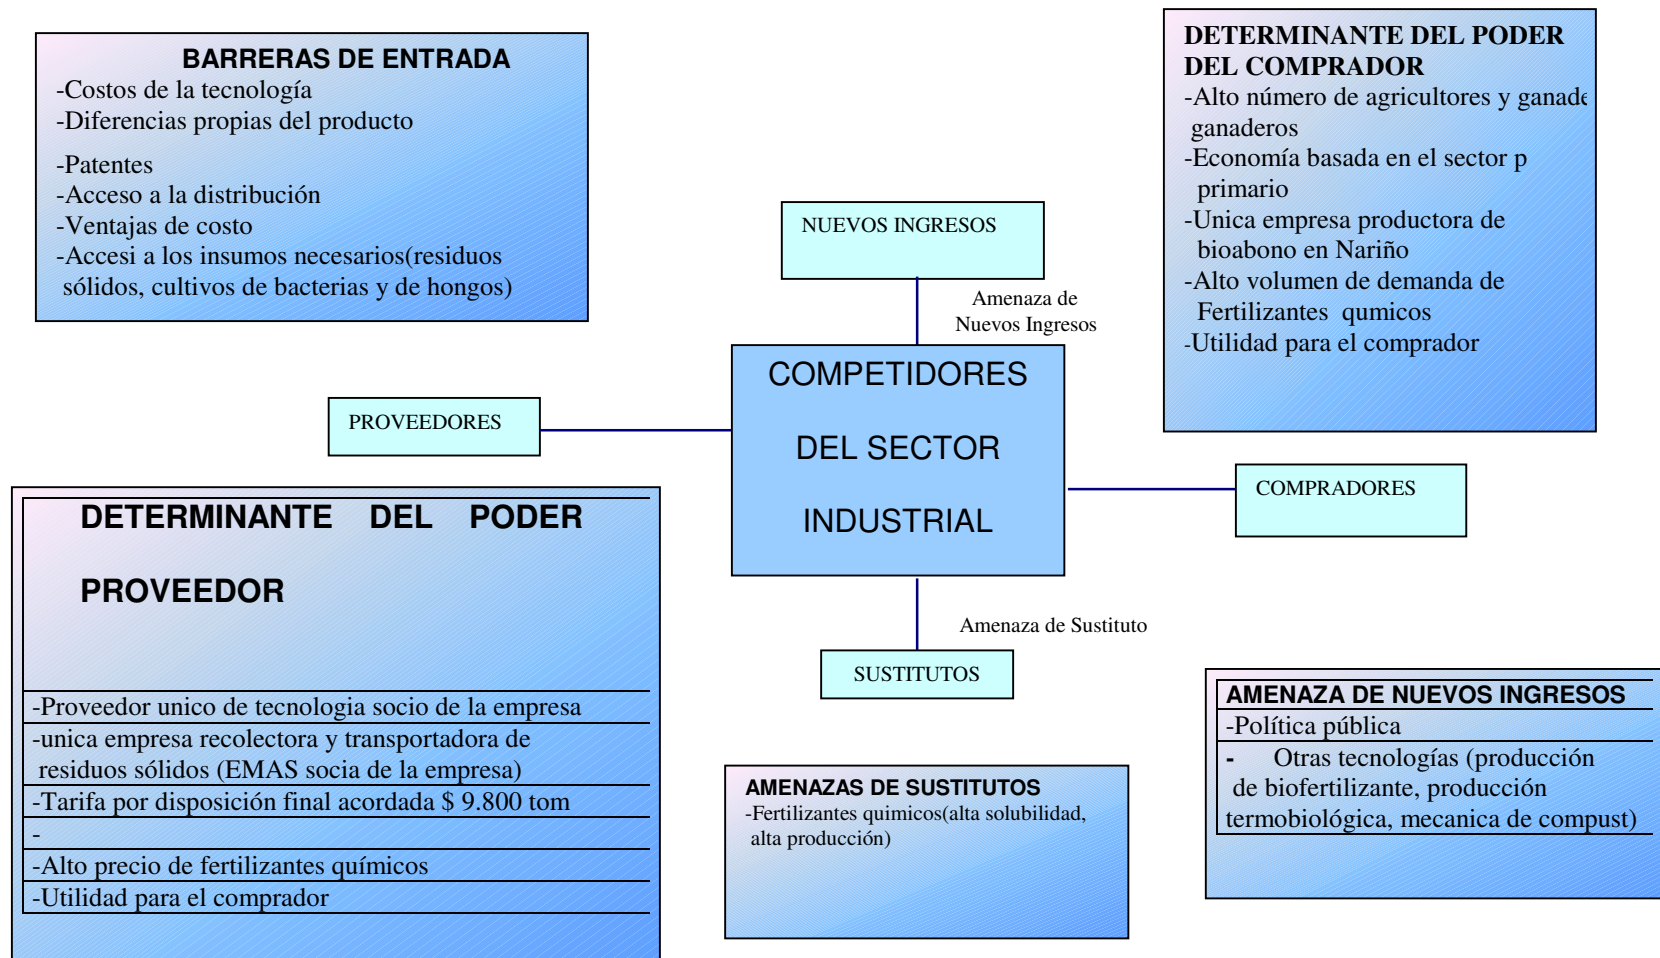 BARRERAS DE ENTRADA
-Costos de la tecnología
-Diferencias propias del producto
-Patentes
-Acceso a la distribución
-Ventajas de costo
-Accesi a los insumos necesarios(residuos
sólidos, cultivos de bacterias y de hongos)
DETERMINANTE DEL PODER
DEL COMPRADOR
-Alto número de agricultores y ganade
ganaderos
-Economía basada en el sector p
primario
-Unica empresa productora de
bioabono en Nariño
-Alto volumen de demanda de
Fertilizantes qumicos
-Utilidad para el comprador
NUEVOS INGRESOS
Amenaza de
Nuevos Ingresos
COMPETIDORES
DEL SECTOR
INDUSTRIAL
PROVEEDORES
COMPRADORES
DETERMINANTE DEL PODER
PROVEEDOR
-Proveedor unico de tecnologia socio de la empresa
-unica empresa recolectora y transportadora de
residuos sólidos (EMAS socia de la empresa)
-Tarifa por disposición final acordada $ 9.800 tom
-
-Alto precio de fertilizantes químicos
-Utilidad para el comprador
Amenaza de Sustituto
SUSTITUTOS
AMENAZAS DE SUSTITUTOS
-Fertilizantes quimicos(alta solubilidad,
alta producción)
AMENAZA DE NUEVOS INGRESOS
-Política pública
- Otras tecnologías (producción
de biofertilizante, producción
termobiológica, mecanica de compust)